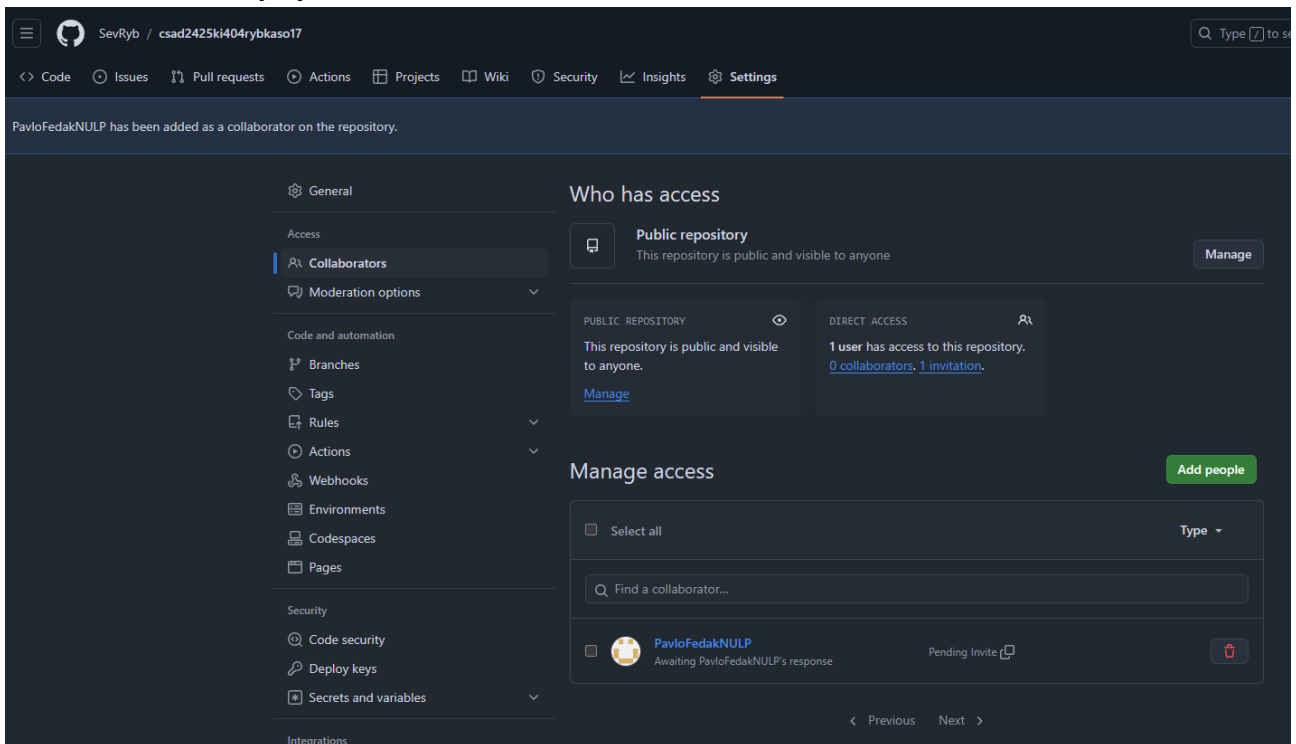 SevRyb / csad2425ki404rybkaso17
Type / to se
Code Issues Pull requests Actions Projects Wiki Security Insights Settings
PavloFedakNULP has been added as a collaborator on the repository.
General
Access
Collaborators
Moderation options
Code and automation
Branches
Tags
Rules
Actions
Webhooks
Environments
Codespaces
Pages
Security
Code security
Deploy keys
Secrets and variables
Integrations
Who has access
Public repository
This repository is public and visible to anyone
Manage
PUBLIC REPOSITORY
This repository is public and visible
to anyone.
Manage
DIRECT ACCESS
1 user has access to this repository.
0 collaborators. 1 invitation.
Manage access
Add people
Select all
Type
Find a collaborator...
PavloFedakNULP
Awaiting PavloFedakNULP's response
Pending Invite
Previous Next